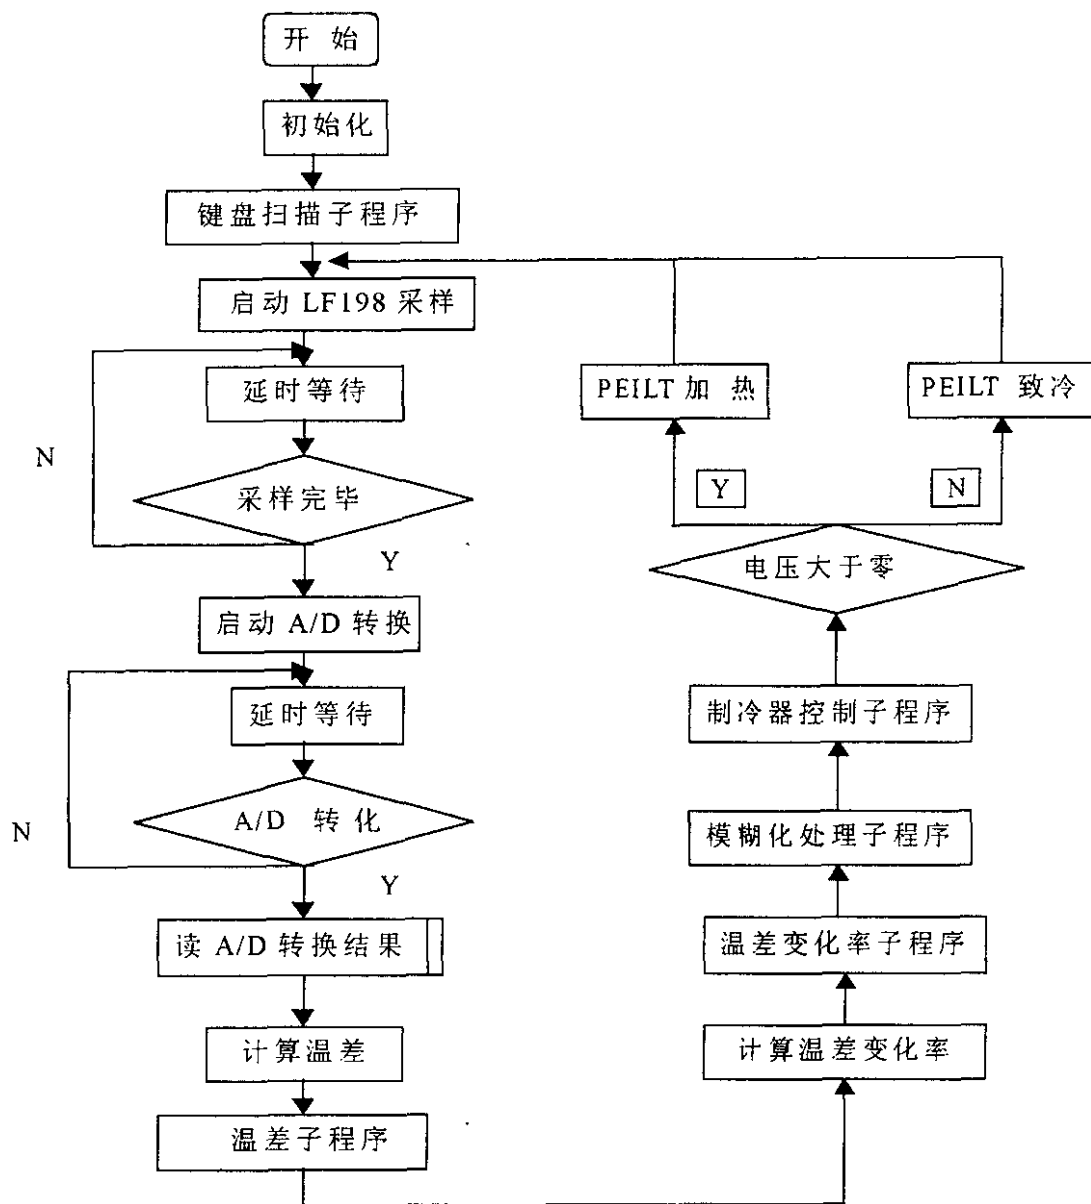 开 始
初始化
键盘扫描子程序
启动 LF198 采样
延时等待
N
采样完毕
Y
启动 A/D 转换
延时等待
A/D 转化
N
Y
读 A/D 转换结果
计算温差
温差子程序
计算温差变化率
温差变化率子程序
模糊化处理子程序
制冷器控制子程序
电压大于零
Y
N
PEILT 加 热
PEILT 致冷